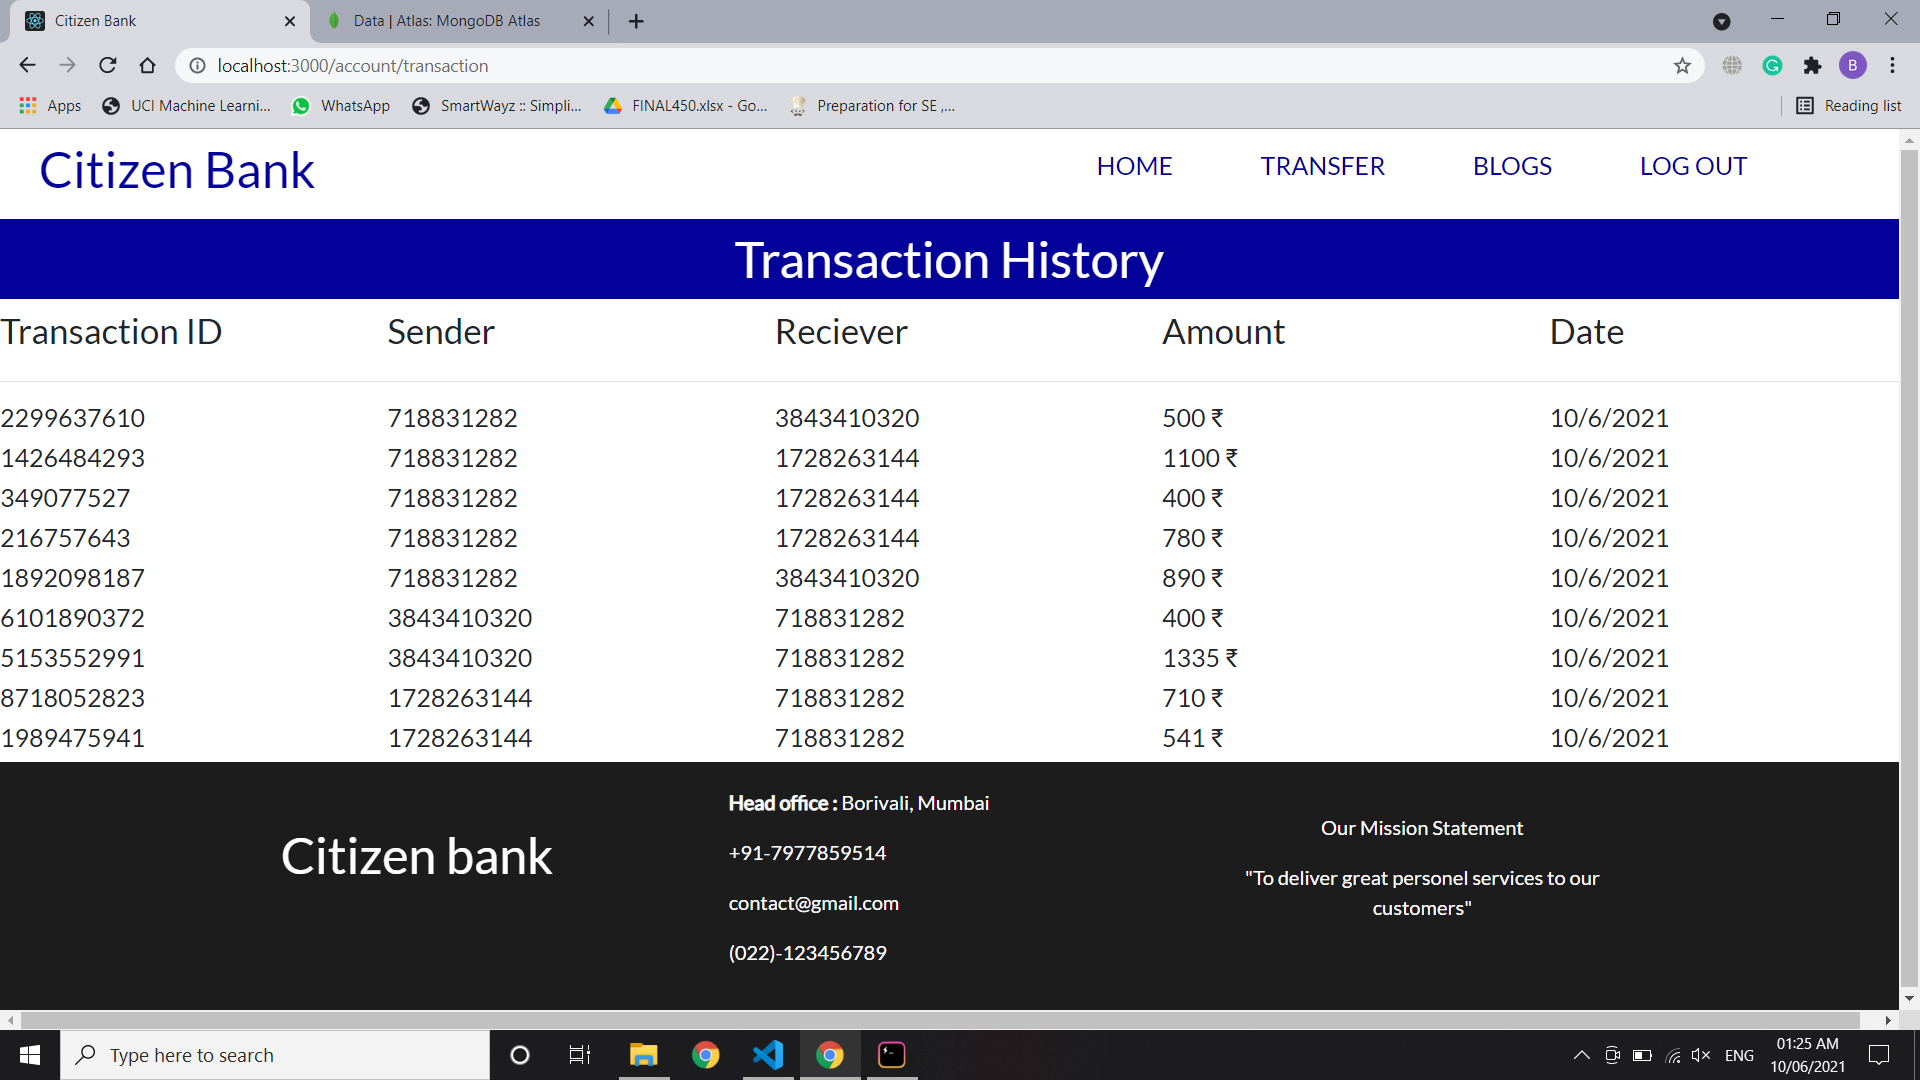 Citizen Bank
Data | Atlas: MongoDB Atlas
localhost:3000/account/transaction
B
Apps
UCI Machine Learni...
WhatsApp
SmartWayz :: Simpli...
FINAL450.xlsx - Go...
Preparation for SE ,...
Reading list
Citizen Bank
HOME
TRANSFER
BLOGS
LOG OUT
Transaction History
Transaction ID Sender Reciever Amount Date
2299637610 718831282 3843410320 500 ₹ 10/6/2021
1426484293 718831282 1728263144 1100 ₹ 10/6/2021
349077527 718831282 1728263144 400 ₹ 10/6/2021
216757643 718831282 1728263144 780 ₹ 10/6/2021
1892098187 718831282 3843410320 890 ₹ 10/6/2021
6101890372 3843410320 718831282 400 ₹ 10/6/2021
5153552991 3843410320 718831282 1335 ₹ 10/6/2021
8718052823 1728263144 718831282 710 ₹ 10/6/2021
1989475941 1728263144 718831282 541 ₹ 10/6/2021
Citizen bank
Head office : Borivali, Mumbai
+91-7977859514
contact@gmail.com
(022)-123456789
Our Mission Statement
"To deliver great personel services to our
customers"
Type here to search
ENG
01:25 AM
10/06/2021